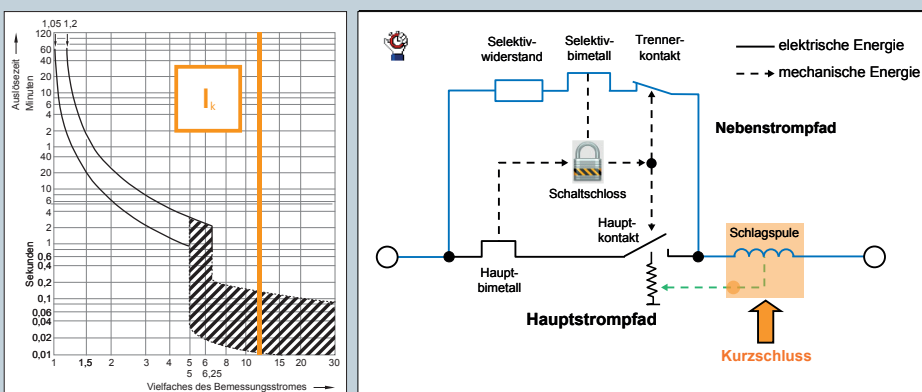 1,05 1,2
Auslösezeit
Minuten
Sekunden
120
60
40
20
10
6
4
2
1
40
20
10
6
4
2
1
0,6
0,4
0,2
0,1
0,06
0,04
0,02
0,01
I k
1 1,5 2 3 4 5 6 8 10 15 20 30
5 6,25
Vielfaches des Bemessungsstromes
Selektiv-
widerstand
Selektiv-
bimetall
Trenner-
kontakt
elektrische Energie
mechanische Energie
Nebenstrompfad
Schaltschloss
Haupt-
kontakt
Schlagspule
Haupt-
bimetall
Hauptstrompfad
Kurzschluss